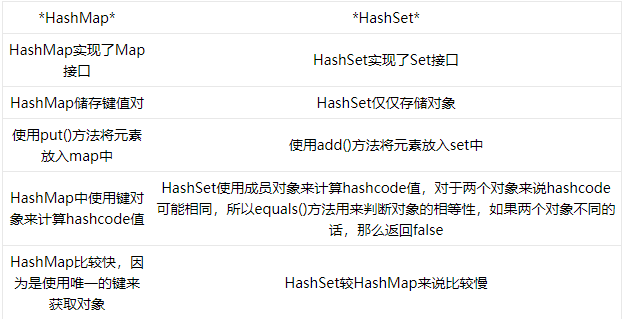 *HashMap*
*HashSet*
HashMap实现了Map
接口
HashSet实现了Set接口
HashMap储存键值对
HashSet仅仅存储对象
使用put()方法将元素
放入map中
使用add()方法将元素放入set中
HashMap中使用键对
象来计算hashcode值
HashSet使用成员对象来计算hashcode值，对于两个对象来说hashcode
可能相同，所以equals()方法用来判断对象的相等性，如果两个对象不同的
话，那么返回false
HashMap比较快，因
为是使用唯一的键来
获取对象
HashSet较HashMap来说比较慢